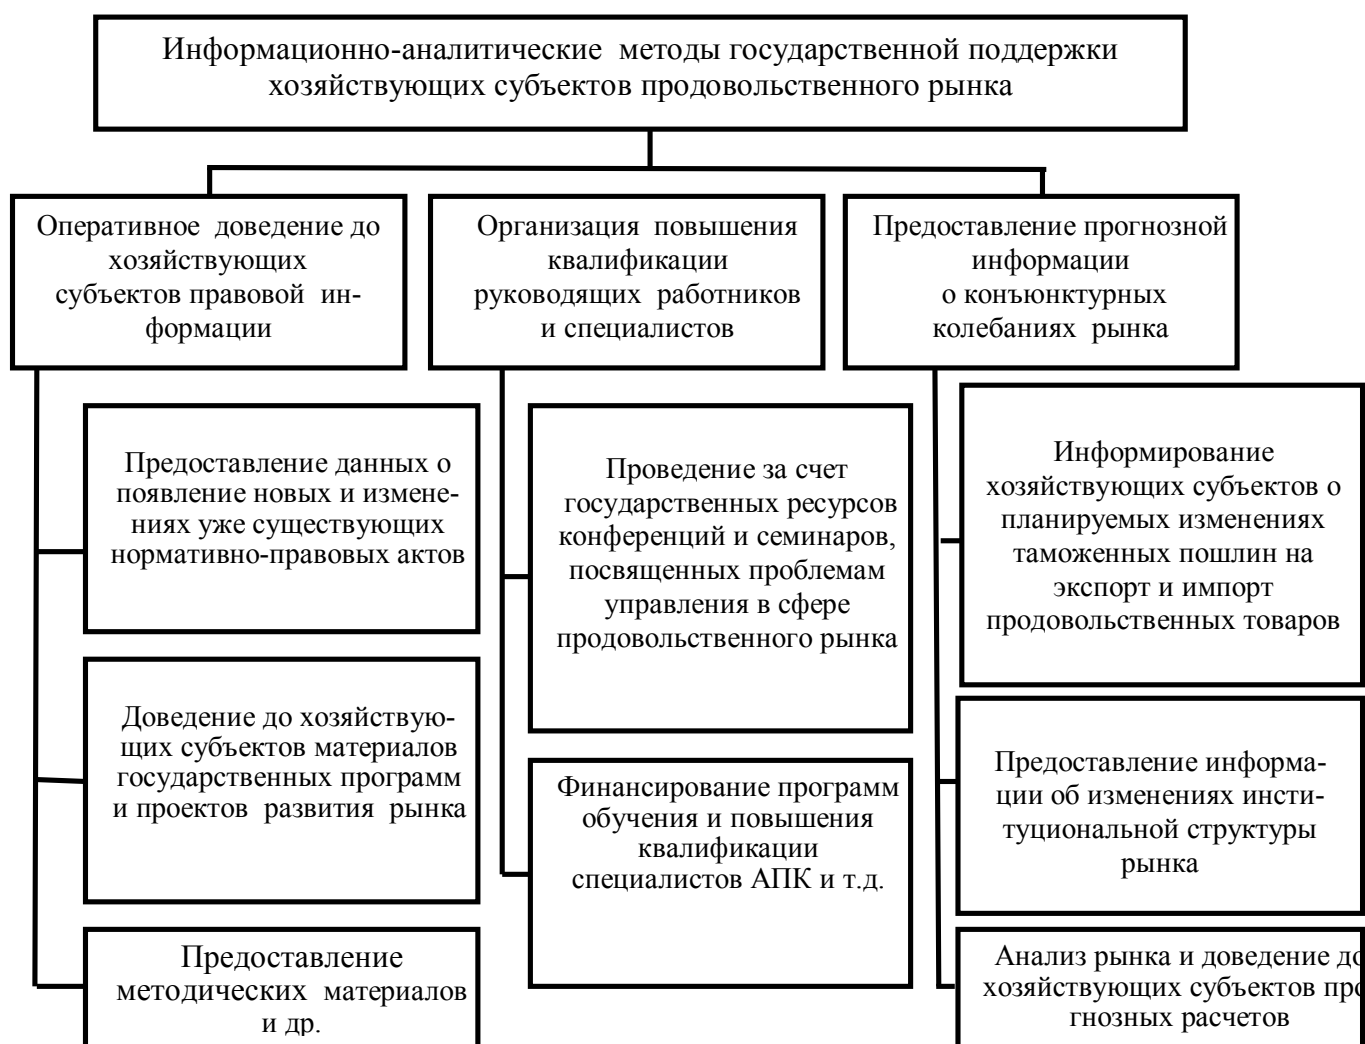 Информационно-аналитические методы государственной поддержки
хозяйствующих субъектов продовольственного рынка
Оперативное доведение до
хозяйствующих
субъектов правовой ин-
формации
Организация повышения
квалификации
руководящих работников
и специалистов
Предоставление прогнозной
информации
о конъюнктурных
колебаниях рынка
Предоставление данных о
появление новых и измене-
ниях уже существующих
нормативно-правовых актов
Доведение до хозяйствую-
щих субъектов материалов
государственных программ
и проектов развития рынка
Предоставление
методических материалов
и др.
Проведение за счет
государственных ресурсов
конференций и семинаров,
посвященных проблемам
управления в сфере
продовольственного рынка
Финансирование программ
обучения и повышения
квалификации
специалистов АПК и т.д.
Информирование
хозяйствующих субъектов о
планируемых изменениях
таможенных пошлин на
экспорт и импорт
продовольственных товаров
Предоставление информа-
ции об изменениях инсти-
туциональной структуры
рынка
Анализ рынка и доведение до
хозяйствующих субъектов про
гнозных расчетов